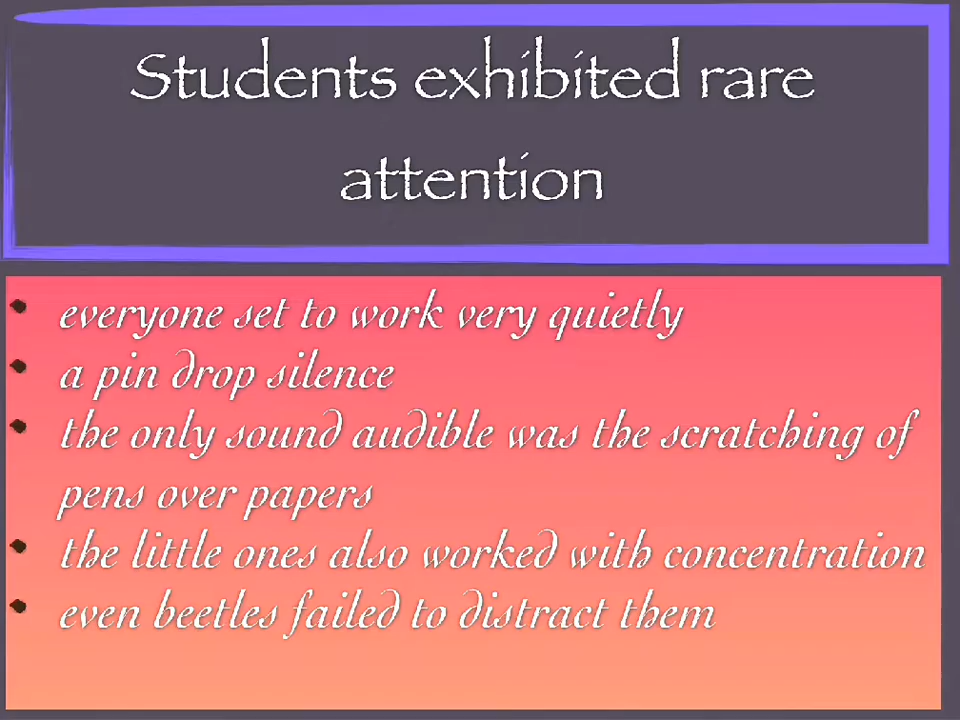 Students exhibited rare
attention
• everyone set to work very quietly
• a pin drop silence
• the only sound audible was the scratching of
pens over papers
• the little ones also worked with concentration
• even beetles failed to distract them